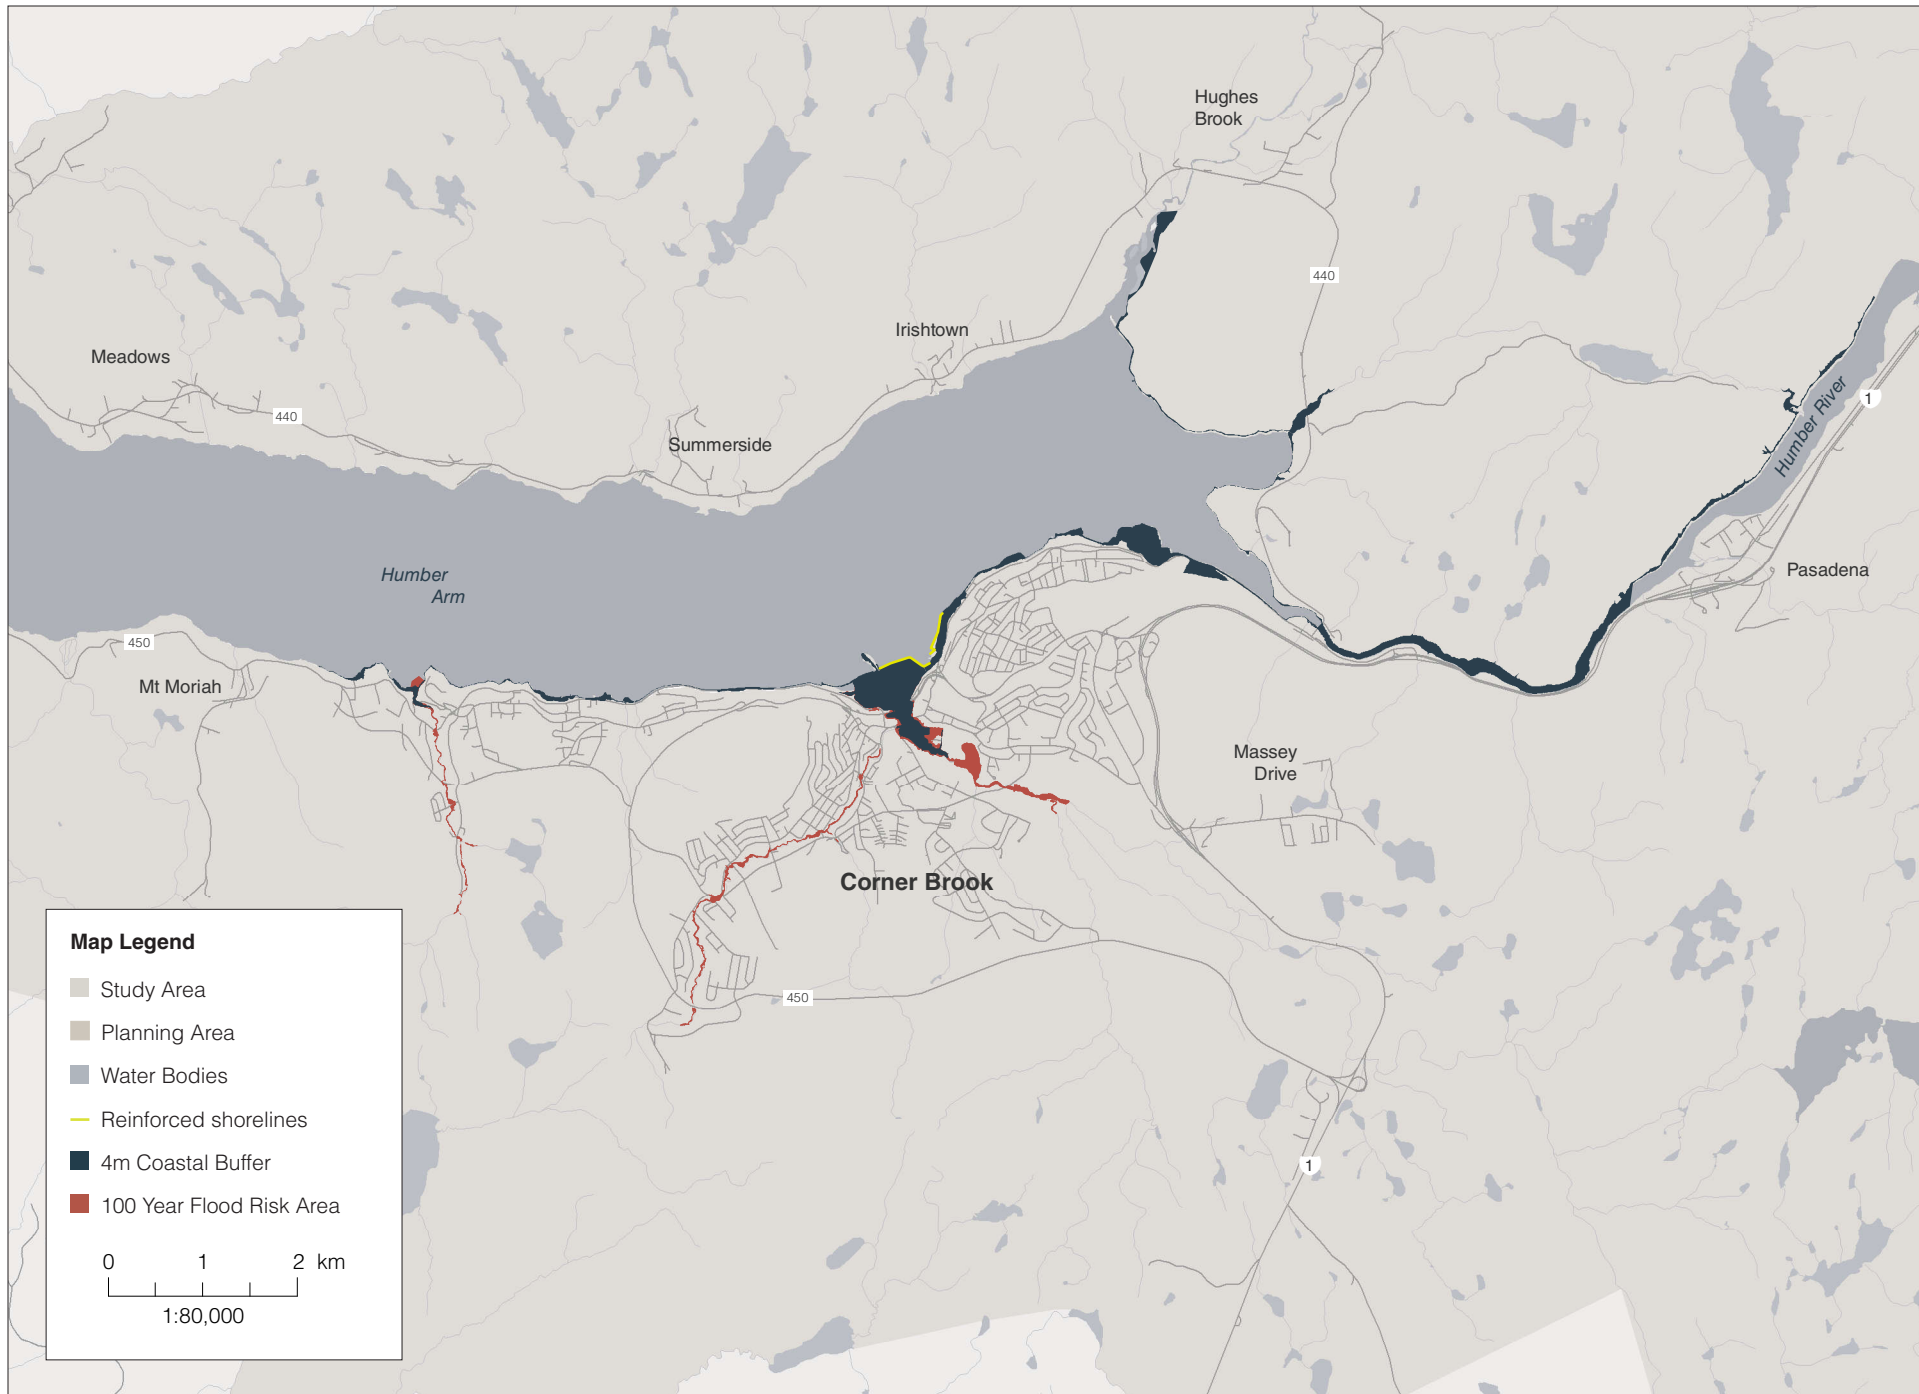 Hughes
Brook
440
Irishtown
Meadows
440
Summerside
1
Humber River
Humber
Arm
Pasadena
450
Mt Moriah
Massey
Drive
Corner Brook
450
1
Map Legend
Study Area
Planning Area
Water Bodies
Reinforced shorelines
4m Coastal Buffer
100 Year Flood Risk Area
0 1 2 km
1:80,000